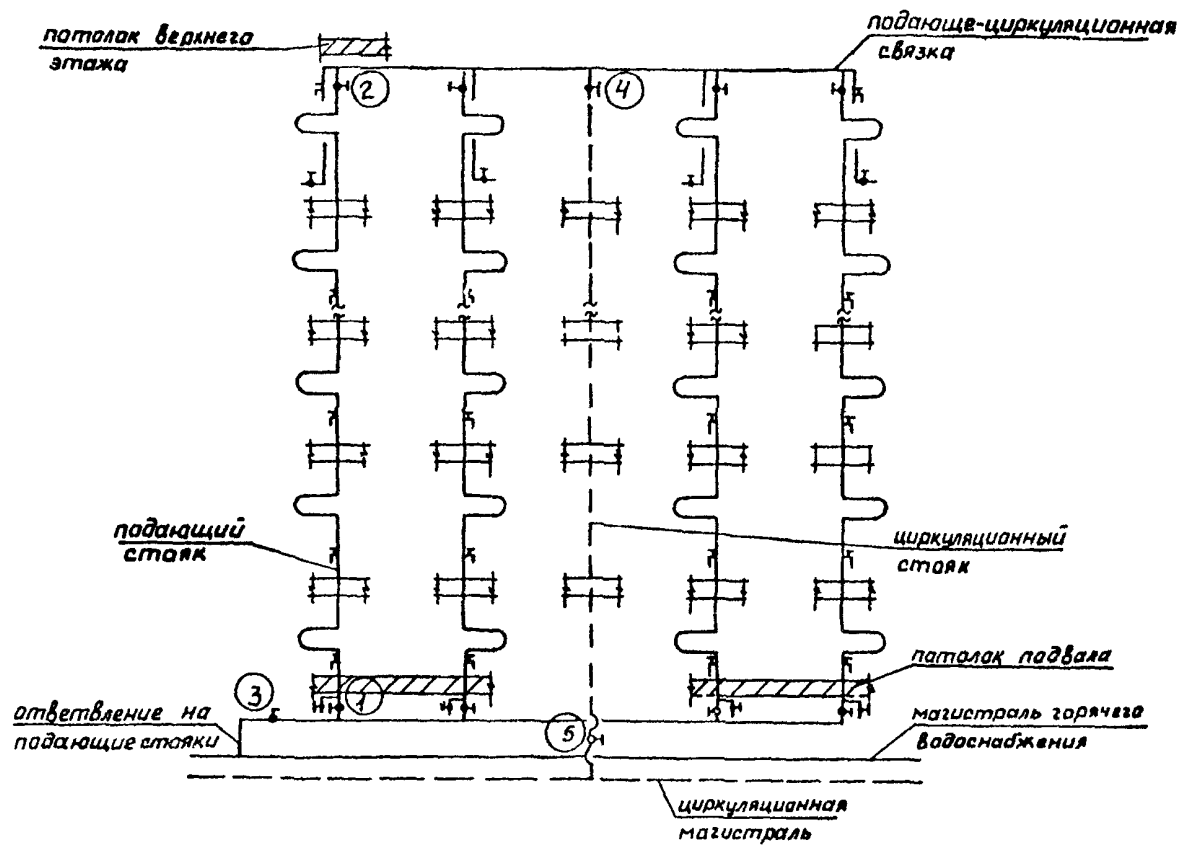 потолок верхнего
этажа
подающе-циркуляционная
связка
2
4
подающий
стояк
циркуляционный
стояк
патолак подвала
3
1
ответвление на
подающие стояки
5
магистраль горячего
водоснабжения
циркуляционная
магистраль